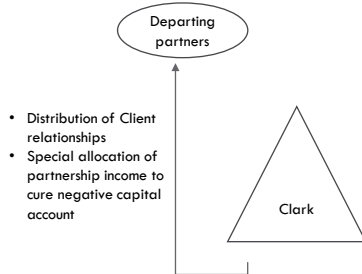 Departing
partners
• Distribution of Client
relationships
• Special allocation of
partnership income to
cure negative capital
account
Clark